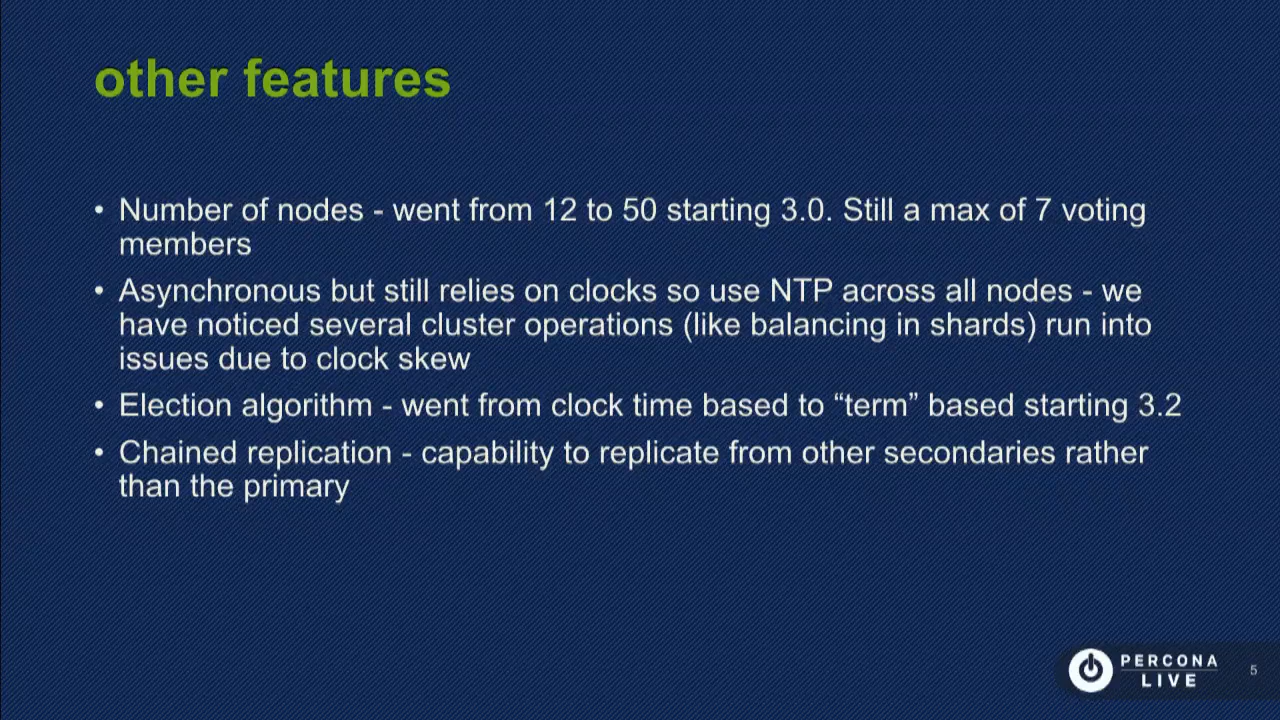 other features
• Number of nodes - went from 12 to 50 starting 3.0. Still a max of 7 voting
members
• Asynchronous but still relies on clocks so use NTP across all nodes - we
have noticed several cluster operations (like balancing in shards) run into
issues due to clock skew
• Election algorithm - went from clock time based to “term” based starting 3.2
• Chained replication - capability to replicate from other secondaries rather
than the primary
PERCONA
LIVE
5